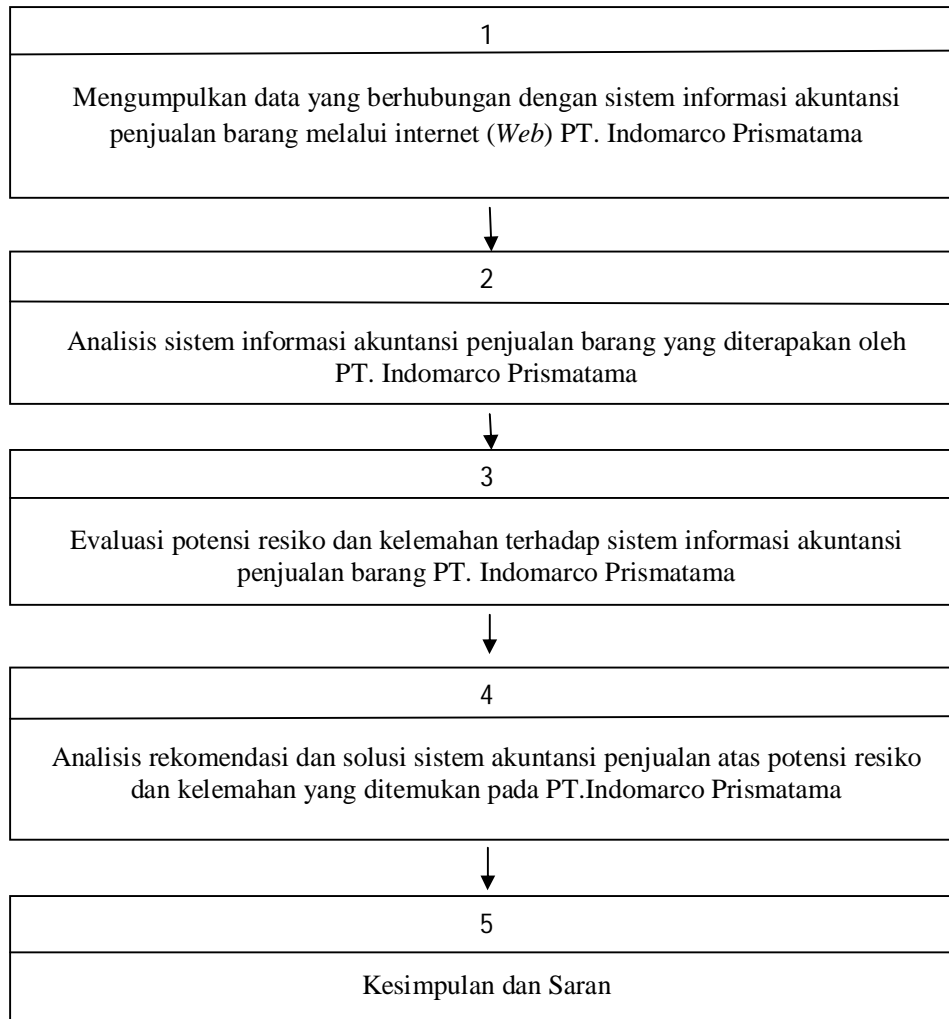 1
Mengumpulkan data yang berhubungan dengan sistem informasi akuntansi
penjualan barang melalui internet (Web) PT. Indomarco Prismatama
2
Analisis sistem informasi akuntansi penjualan barang yang diterapakan oleh
PT. Indomarco Prismatama
3
Evaluasi potensi resiko dan kelemahan terhadap sistem informasi akuntansi
penjualan barang PT. Indomarco Prismatama
4
Analisis rekomendasi dan solusi sistem akuntansi penjualan atas potensi resiko
dan kelemahan yang ditemukan pada PT.Indomarco Prismatama
5
Kesimpulan dan Saran